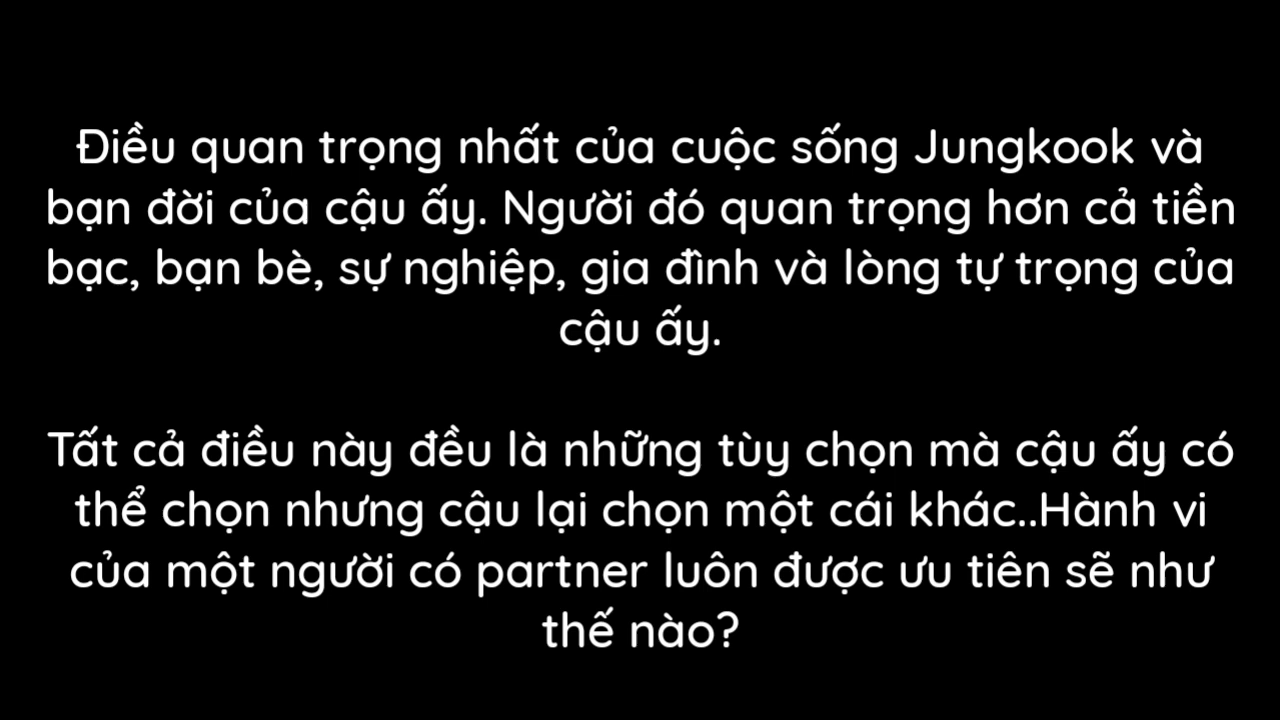 Điều quan trọng nhất của cuộc sống Jungkook và
bạn đời của cậu ấy. Người đó quan trọng hơn cả tiền
bạc, bạn bè, sự nghiệp, gia đình và lòng tự trọng của
cậu ấy.
Tất cả điều này đều là những tùy chọn mà cậu ấy có
thể chọn nhưng cậu lại chọn một cái khác..Hành vi
của một người có partner luôn được ưu tiên sẽ như
thế nào?